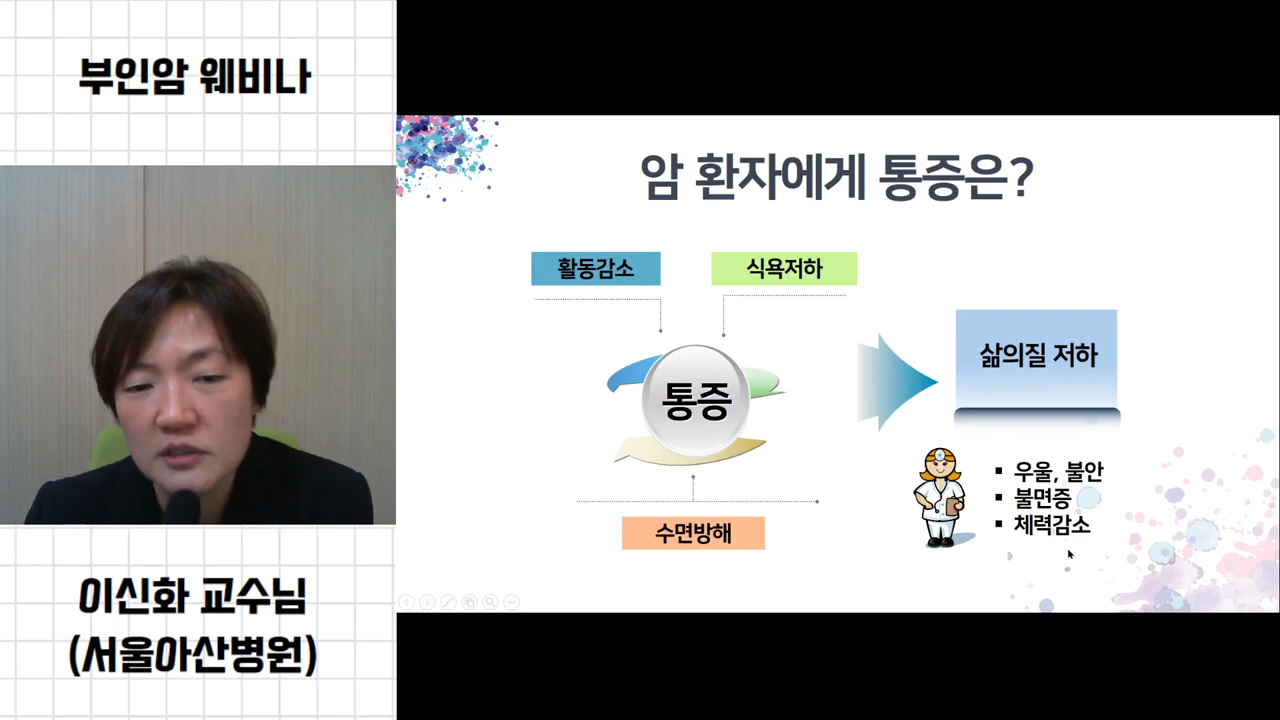 부인암 웨비나
암 환자에게 통증은?
활동감소
식욕저하
통증
수면방해
삶의질 저하
▪ 우울, 불안
▪ 불면증
▪ 체력감소
이신화 교수님
(서울아산병원)